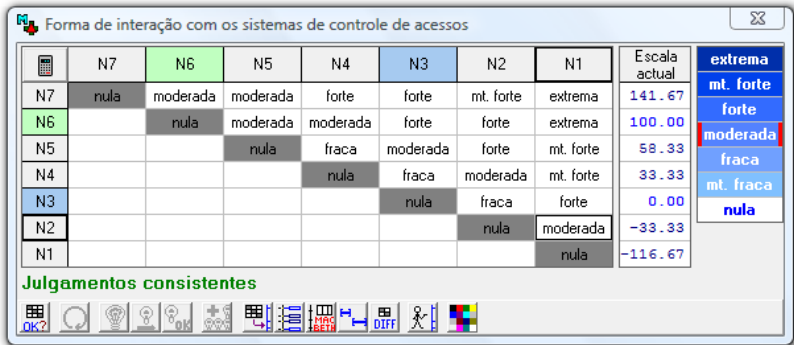 Forma de interação com os sistemas de controle de acessos
N7 N6 N5 N4 N3 N2 N1 Escala actual
N7 nula moderada moderada forte forte mt. forte extrema 141.67
N6 nula moderada moderada forte forte extrema 100.00
N5 nula fraca moderada forte mt. forte 58.33
N4 nula fraca moderada mt. forte 33.33
N3 nula fraca forte 0.00
N2 nula moderada -33.33
N1 nula -116.67
extrema
mt. forte
forte
moderada
fraca
mt. fraca
nula
Julgamentos consistentes
OK? OK MAC BETH DIFF